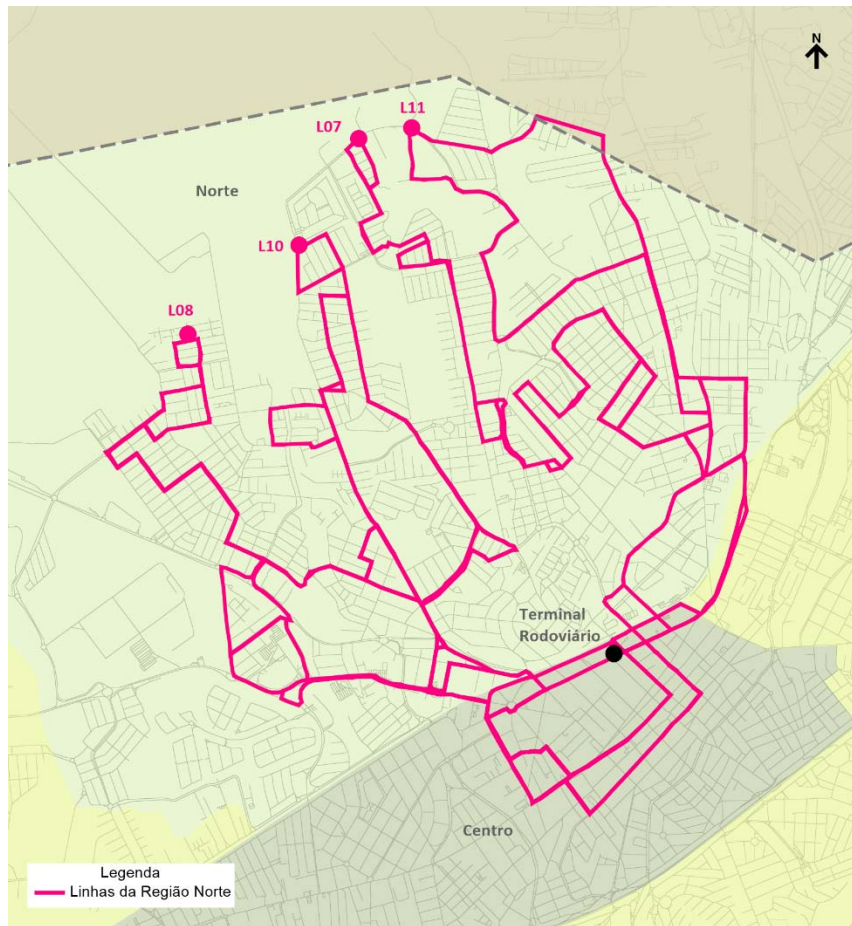 N
L11
L07
Norte
L10
L08
Terminal
Rodoviário
Centro
Legenda
Linhas da Região Norte